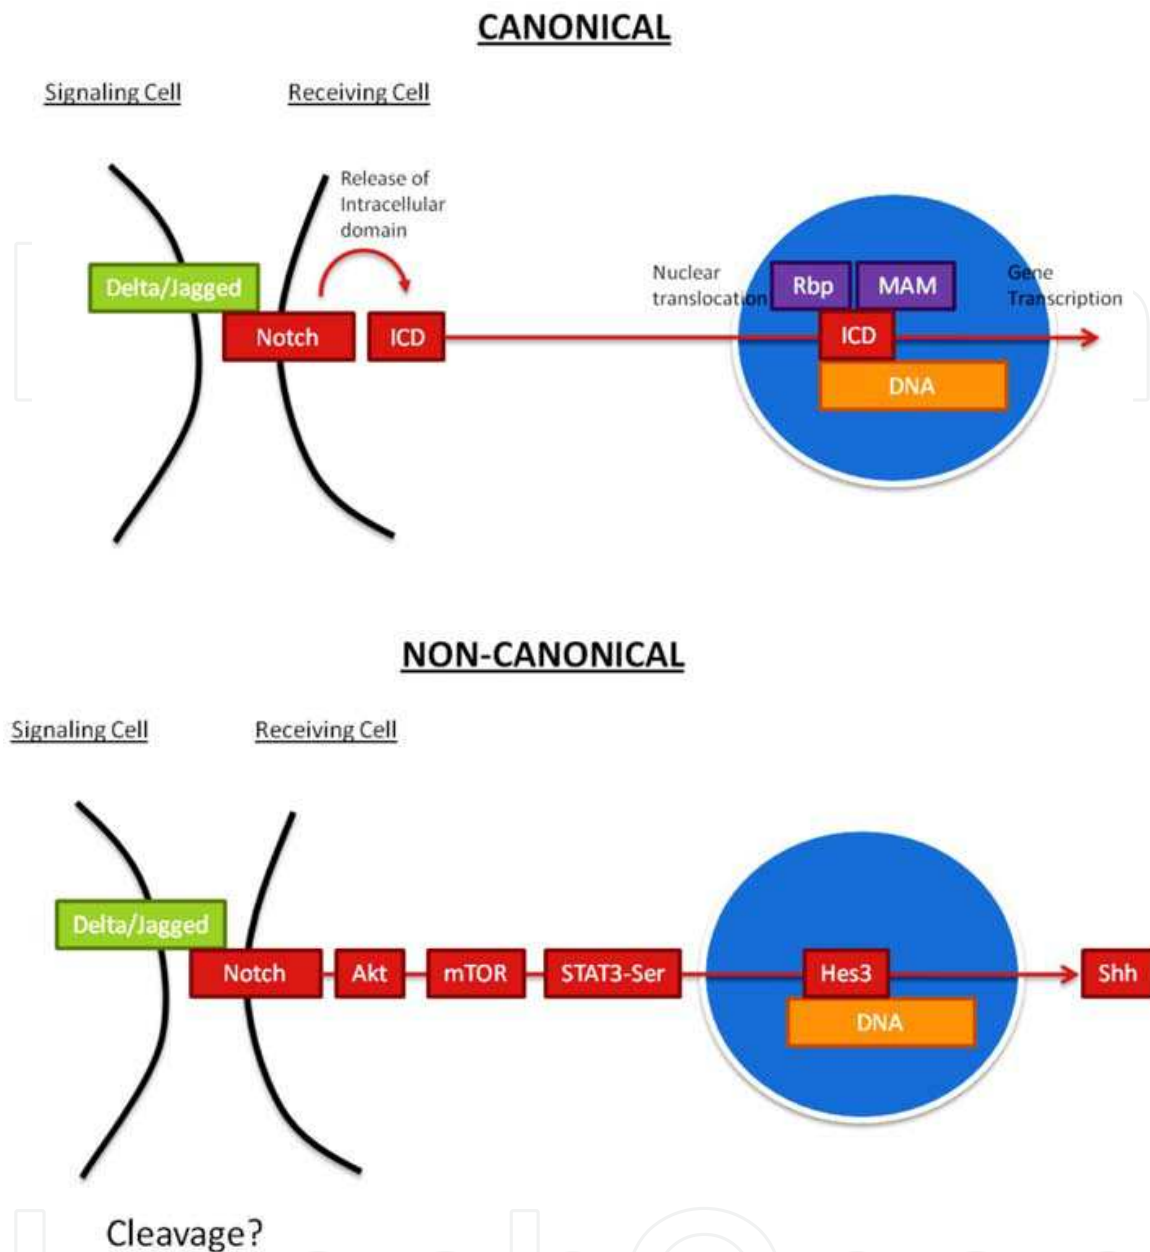 CANONICAL
Signaling Cell
Receiving Cell
Release of
Intracellular
domain
Delta/Jagged
Notch
ICD
Nuclear
translocation
Rbp
MAM
ICD
DNA
Gene
Transcription
NON-CANONICAL
Signaling Cell
Receiving Cell
Delta/Jagged
Notch
Akt
mTOR
STAT3-Ser
Hes3
DNA
Shh
Cleavage?